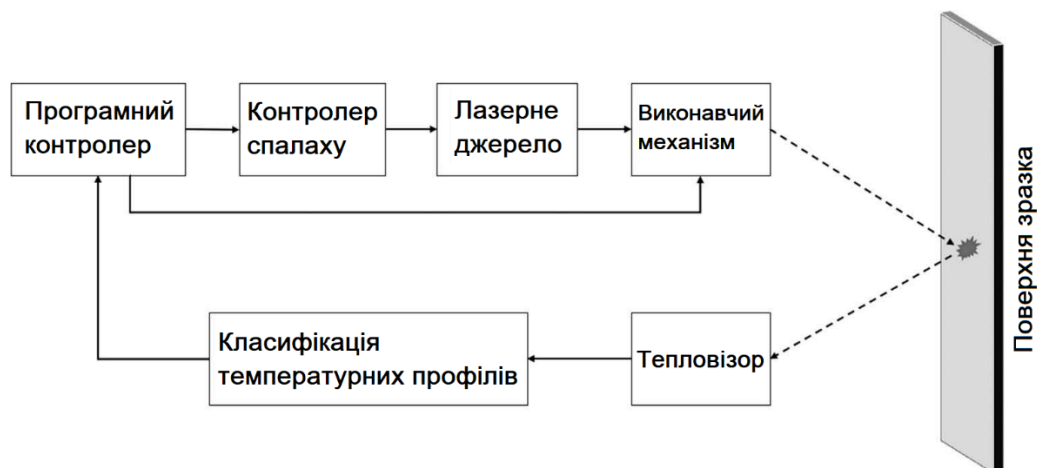 Програмний
контролер
Контролер
спалаху
Лазерне
джерело
Виконавчий
механізм
Поверхня зразка
Класифікація
температурних профілів
Тепловізор